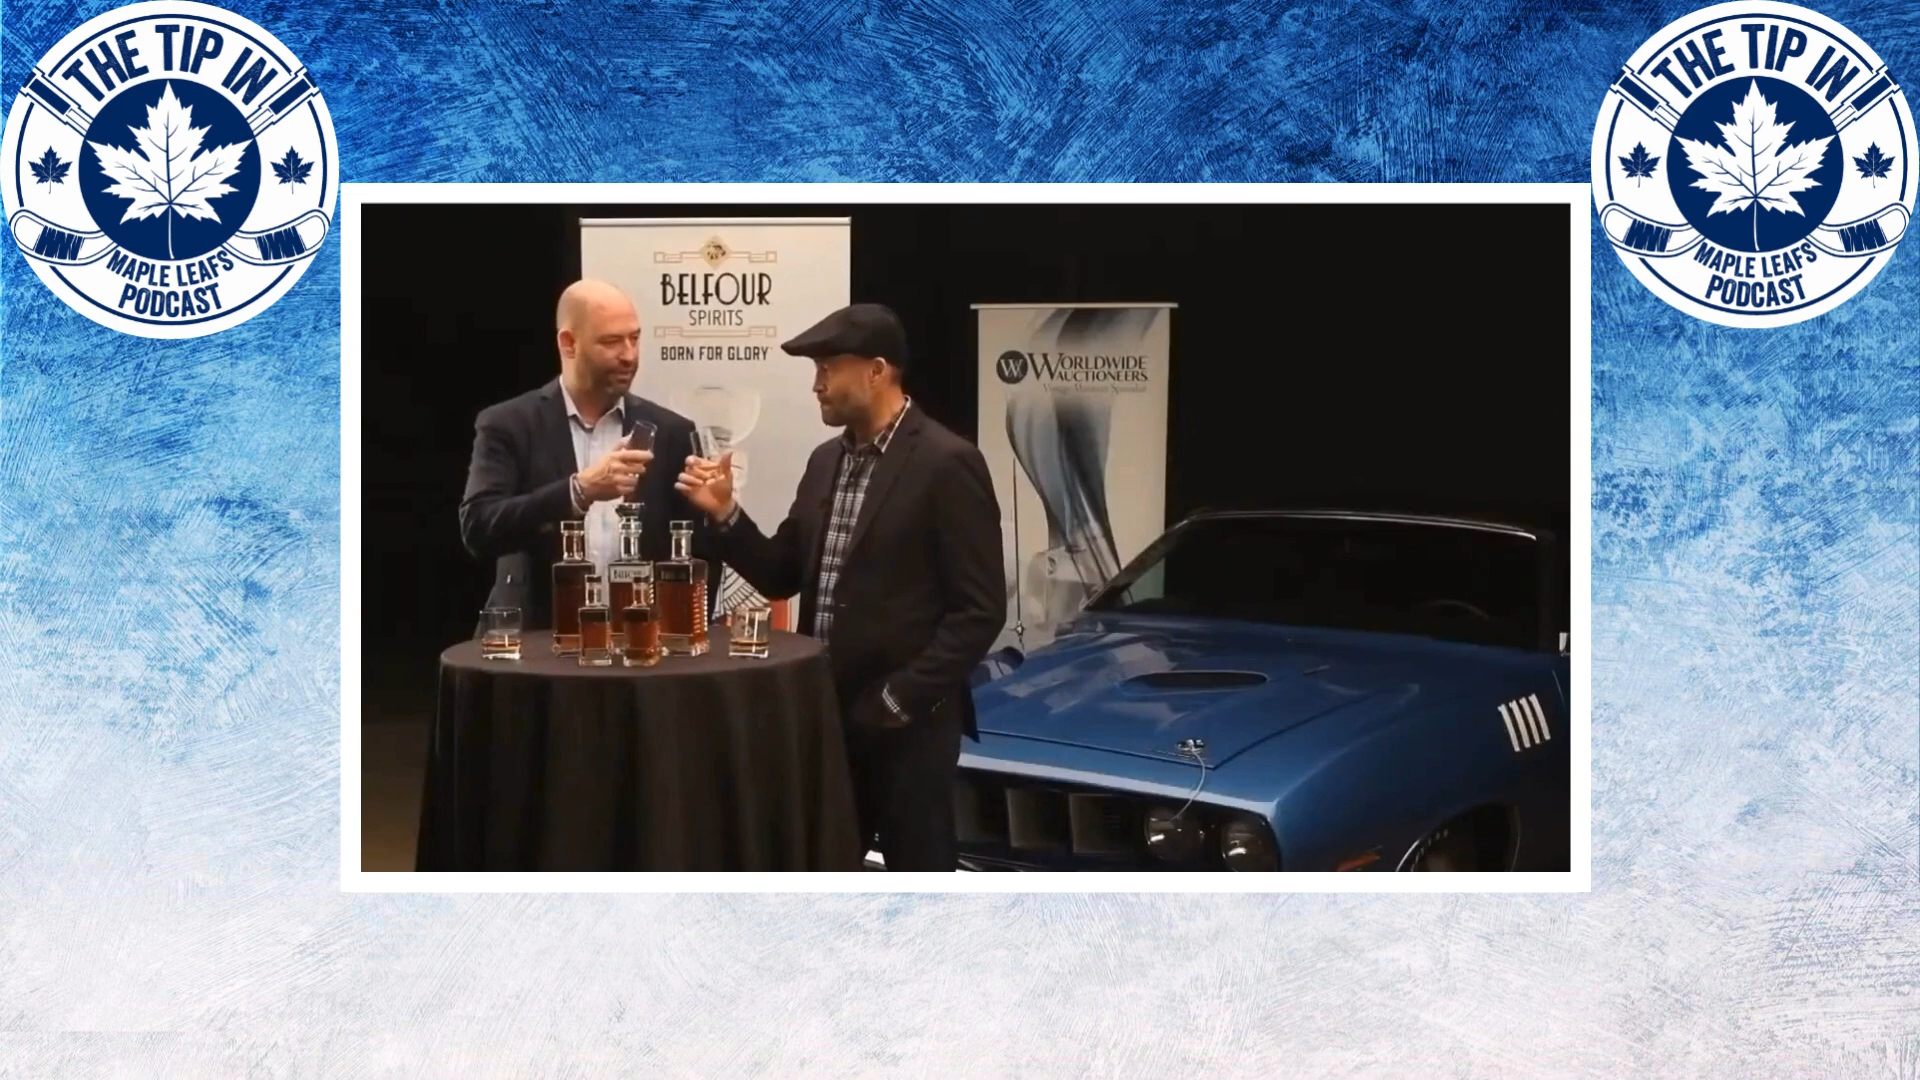 THE TIP IN
MAPLE LEAFS
PODCAST
THE TIP IN
MAPLE LEAFS
PODCAST
BELFOUR
SPIRITS
BORN FOR GLORY
W WORLDWIDE
AUCTIONEERS